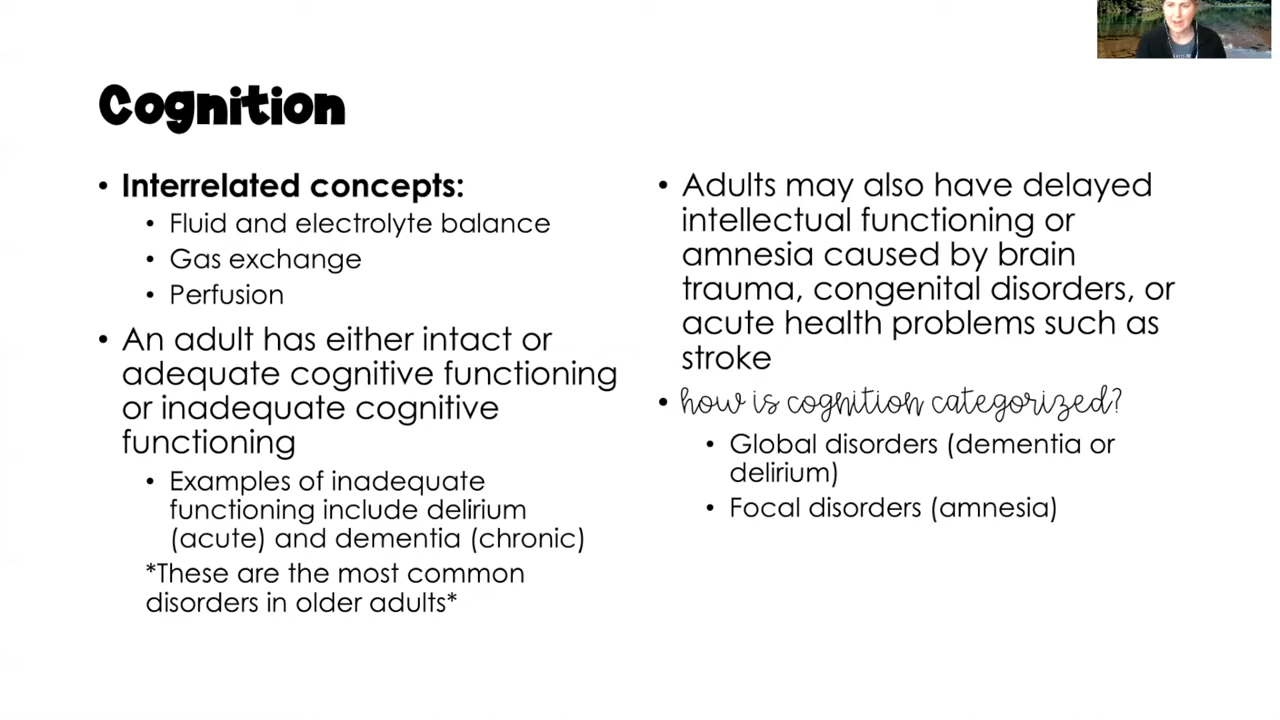 Cognition
• Interrelated concepts:
• Fluid and electrolyte balance
• Gas exchange
• Perfusion
• An adult has either intact or
adequate cognitive functioning
or inadequate cognitive
functioning
• Examples of inadequate
functioning include delirium
(acute) and dementia (chronic)
*These are the most common
disorders in older adults*
• Adults may also have delayed
intellectual functioning or
amnesia caused by brain
trauma, congenital disorders, or
acute health problems such as
stroke
• how is cognition categorized?
• Global disorders (dementia or
delirium)
• Focal disorders (amnesia)